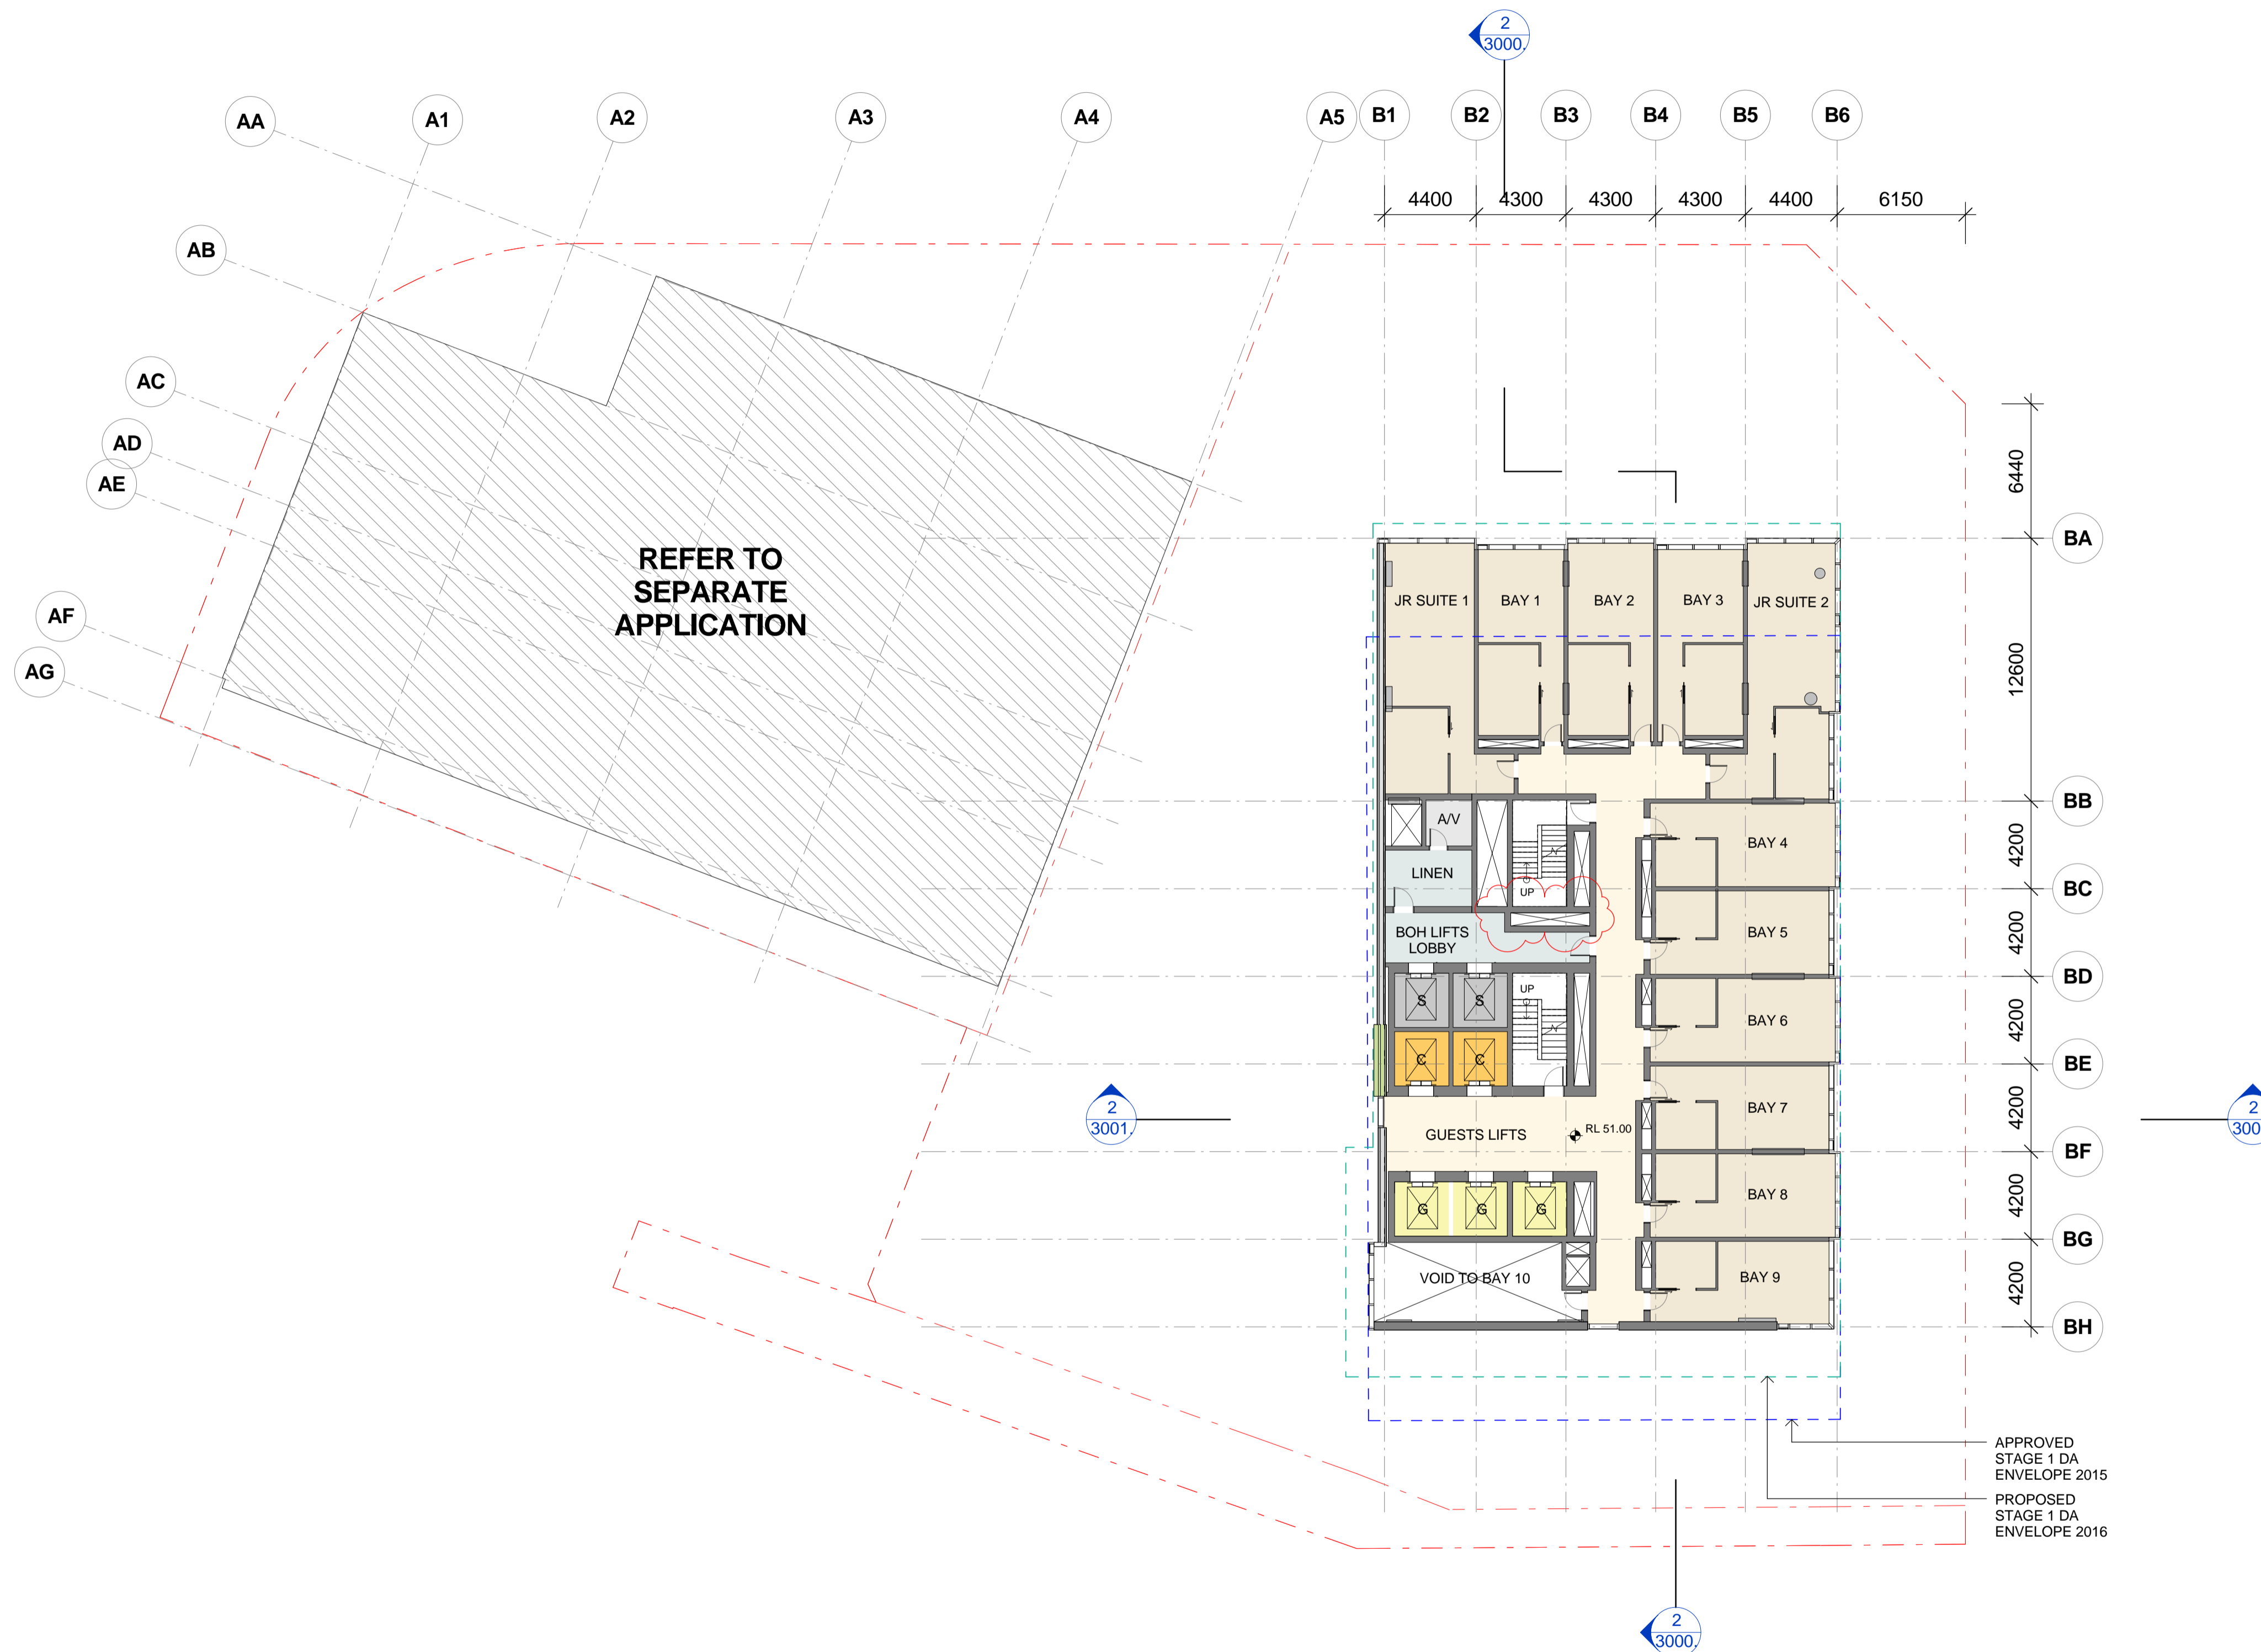 2
3000.
AA
A1
A2
A3
A4
A5
B1
B2
B3
B4
B5
B6
4400
4300
4300
4300
4400
6150
AB
AC
AD
AE
AF
AG
REFER TO
SEPARATE
APPLICATION
6440
BA
12600
JR SUITE 1
BAY 1
BAY 2
BAY 3
JR SUITE 2
BB
A/V
4200
BAY 4
LINEN
UP
BC
BOH LIFTS
LOBBY
BAY 5
4200
BD
S
S
UP
BAY 6
4200
C
C
BE
2
3001.
GUESTS LIFTS
RL 51.00
BAY 7
4200
2
300
BF
G
G
G
BAY 8
4200
BG
VOID TO BAY 10
BAY 9
4200
BH
APPROVED
STAGE 1 DA
ENVELOPE 2015
PROPOSED
STAGE 1 DA
ENVELOPE 2016
2
3000.